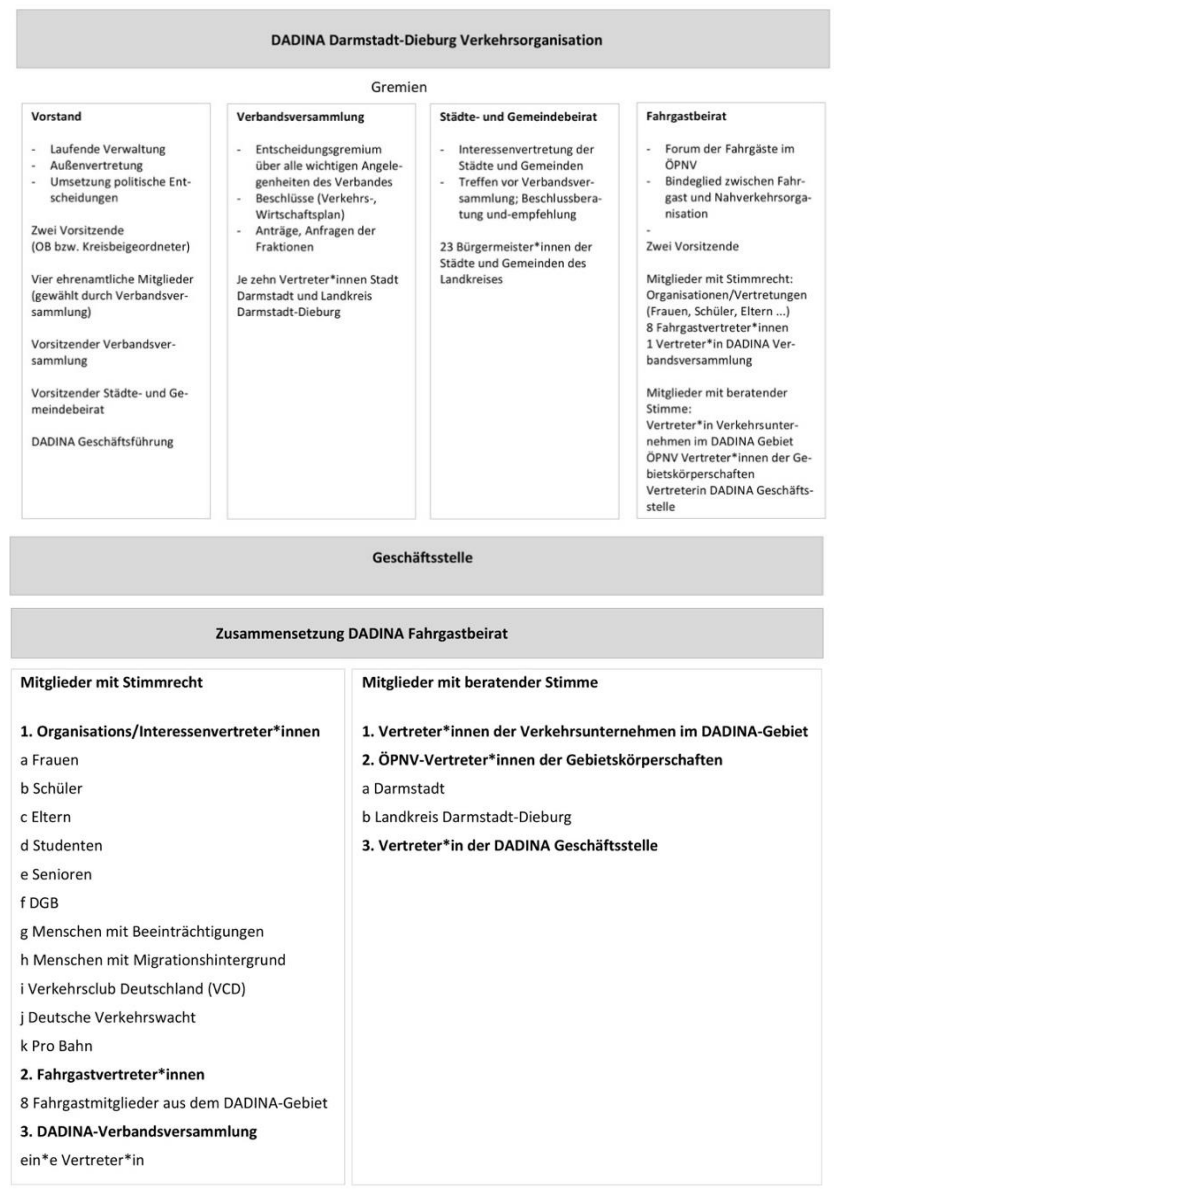 DADINA Darmstadt-Dieburg Verkehrsorganisation
Gremien
Vorstand
- Laufende Verwaltung
- Außenvertretung
- Umsetzung politische Ent-
scheidungen
Zwei Vorsitzende
(OB bzw. Kreisbeigeordneter)
Vier ehrenamtliche Mitglieder
(gewählt durch Verbandsver-
sammlung)
Vorsitzender Verbandsver-
sammlung
Vorsitzender Städte- und Ge-
meindebeirat
DADINA Geschäftsführung
Verbandsversammlung
- Entscheidungsgremium
über alle wichtigen Angele-
genheiten des Verbandes
- Beschlüsse (Verkehrs-,
Wirtschaftsplan)
- Anträge, Anfragen der
Fraktionen
Je zehn Vertreter*innen Stadt
Darmstadt und Landkreis
Darmstadt-Dieburg
Städte- und Gemeindebeirat
- Interessenvertretung der
Städte und Gemeinden
- Treffen vor Verbandsver-
sammlung; Beschlussbera-
tung und-empfehlung
23 Bürgermeister*innen der
Städte und Gemeinden des
Landkreises
Fahrgastbeirat
- Forum der Fahrgäste im
ÖPNV
- Bindeglied zwischen Fahr-
gast und Nahverkehrsorga-
nisation
-
Zwei Vorsitzende
Mitglieder mit Stimmrecht:
Organisationen/Vertretungen
(Frauen, Schüler, Eltern ...)
8 Fahrgastvertreter*innen
1 Vertreter*in DADINA Ver-
bandsversammlung
Mitglieder mit beratender
Stimme:
Vertreter*in Verkehrsunter-
nehmen im DADINA Gebiet
ÖPNV Vertreter*innen der Ge-
bietskörperschaften
Vertreterin DADINA Geschäfts-
stelle
Geschäftsstelle
Zusammensetzung DADINA Fahrgastbeirat
Mitglieder mit Stimmrecht
1. Organisations/Interessenvertreter*innen
a Frauen
b Schüler
c Eltern
d Studenten
e Senioren
f DGB
g Menschen mit Beeinträchtigungen
h Menschen mit Migrationshintergrund
i Verkehrsclub Deutschland (VCD)
j Deutsche Verkehrswacht
k Pro Bahn
2. Fahrgastvertreter*innen
8 Fahrgastmitglieder aus dem DADINA-Gebiet
3. DADINA-Verbandsversammlung
ein*e Vertreter*in
Mitglieder mit beratender Stimme
1. Vertreter*innen der Verkehrsunternehmen im DADINA-Gebiet
2. ÖPNV-Vertreter*innen der Gebietskörperschaften
a Darmstadt
b Landkreis Darmstadt-Dieburg
3. Vertreter*in der DADINA Geschäftsstelle